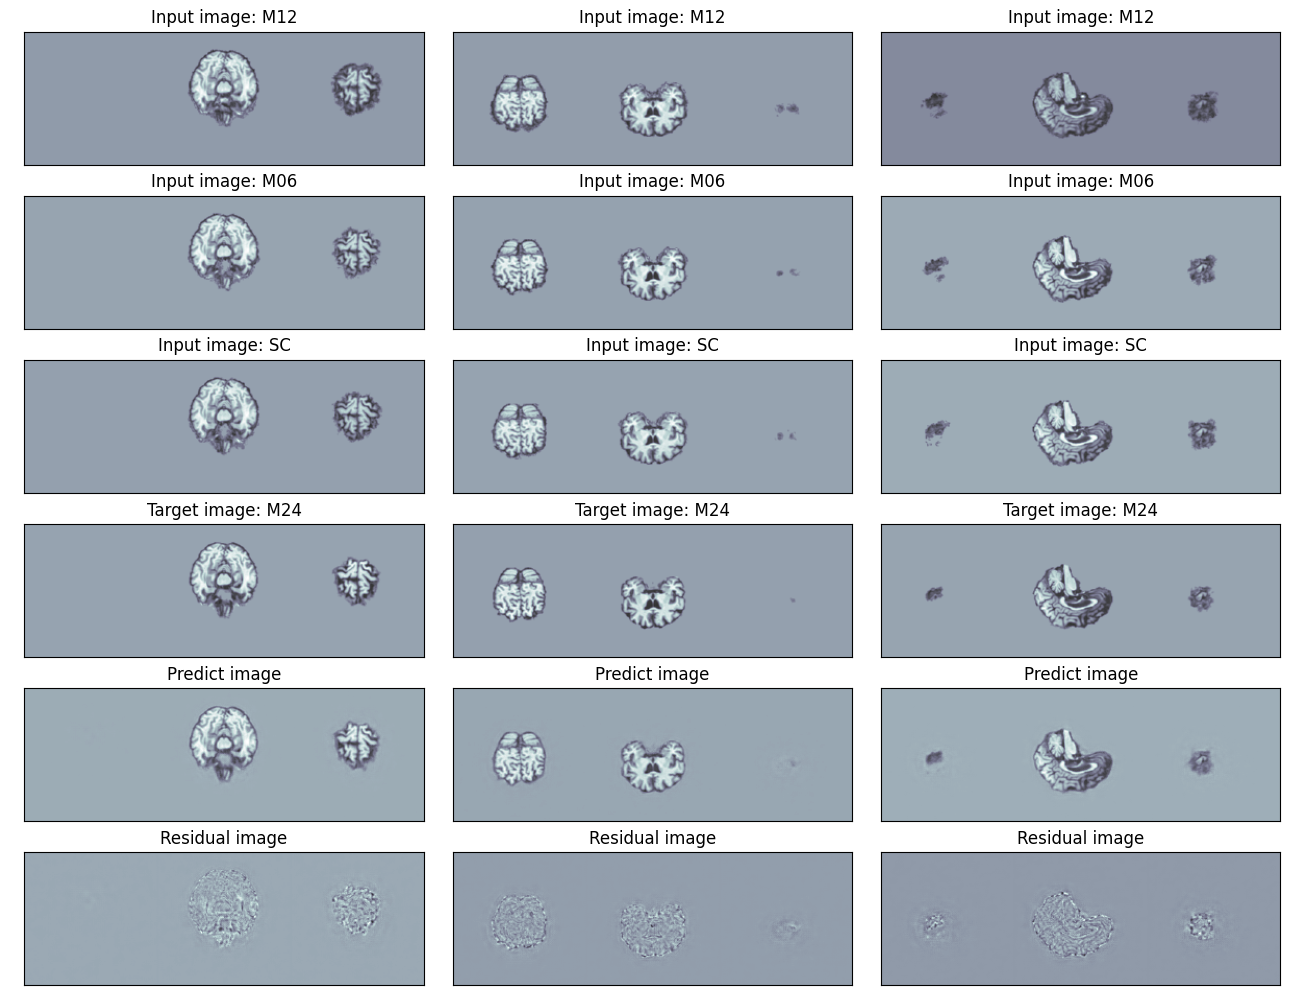 Input image: M12 Input image: M12 Input image: M12
Input image: M06 Input image: M06 Input image: M06
Input image: SC Input image: SC Input image: SC
Target image: M24 Target image: M24 Target image: M24
Predict image Predict image Predict image
Residual image Residual image Residual image